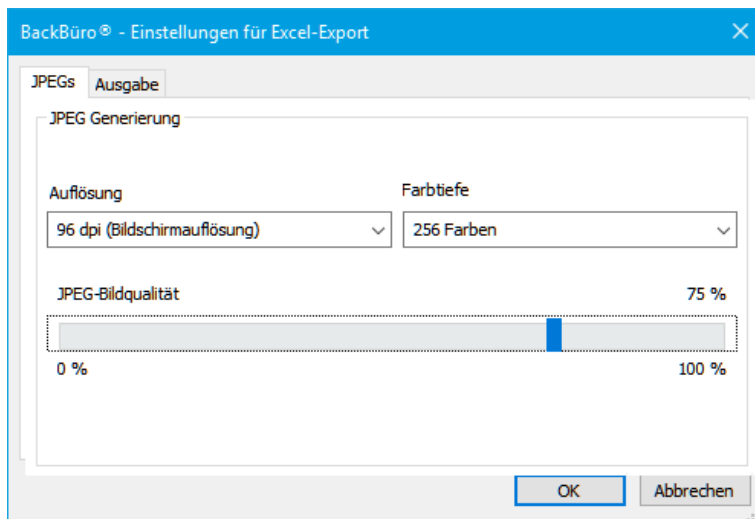 BackBüro® - Einstellungen für Excel-Export
JPEGs Ausgabe
JPEG Generierung
Auflösung Farbtiefe
96 dpi (Bildschirmauflösung) 256 Farben
JPEG-Bildqualität 75 %
0 % 100 %
OK Abbrechen